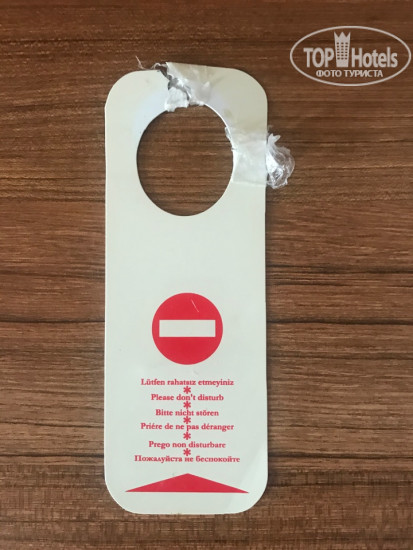 TOP Hotels
ФОТО ТУРИСТА
Lütfen rahatsız etmeyiniz
*
Please don't disturb
*
Bitte nicht stören
*
Priére de ne pas déranger
*
Prego non disturbare
*
Пожалуйста не беспокойте